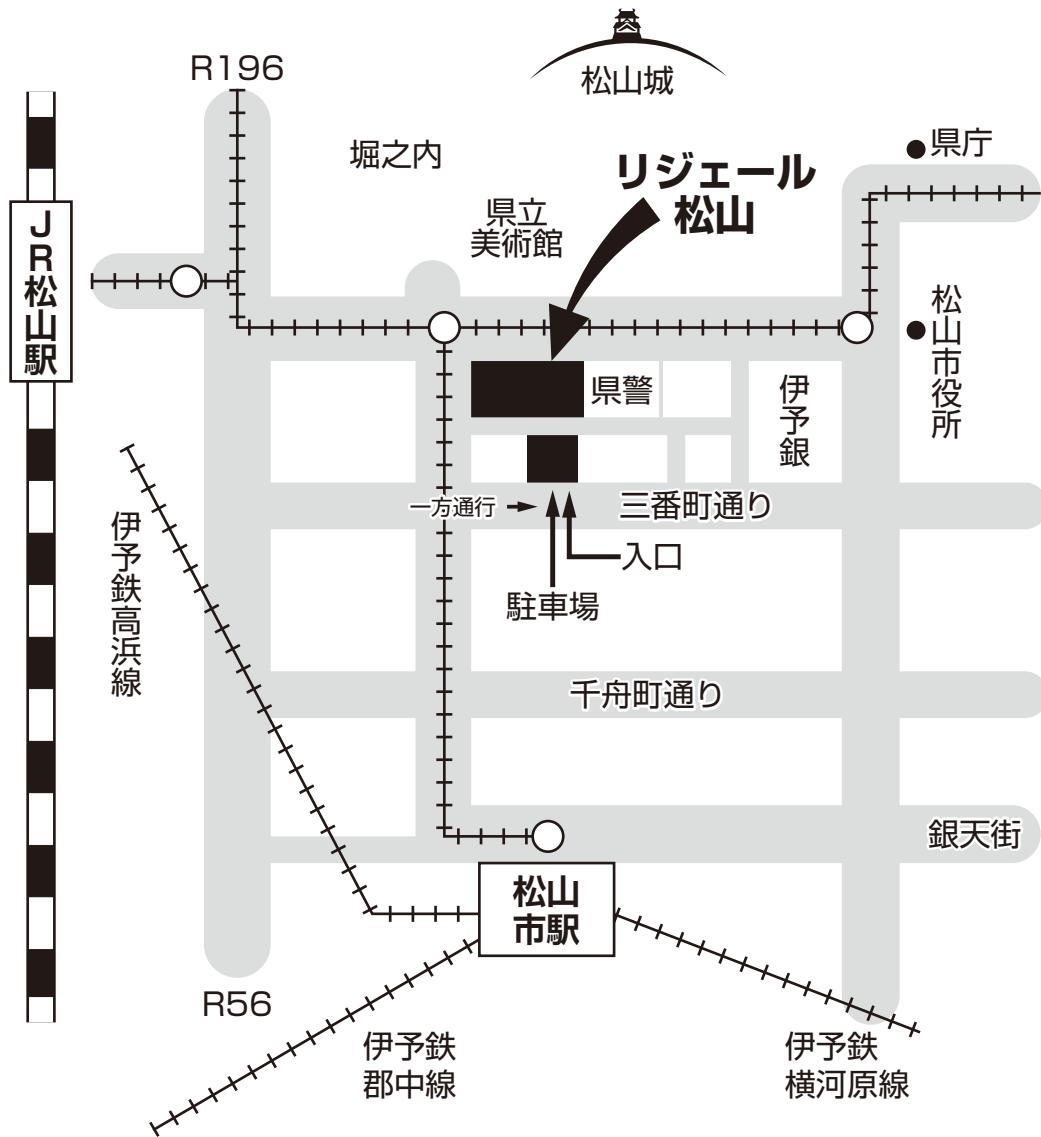 松山城
R196
県庁
堀之内
リジェール
松山
県立
美術館
JR松山駅
松山市役所
県警
伊予銀
一方通行
三番町通り
伊予鉄高浜線
入口
駐車場
千舟町通り
銀天街
松山
市駅
R56
伊予鉄
郡中線
伊予鉄
横河原線